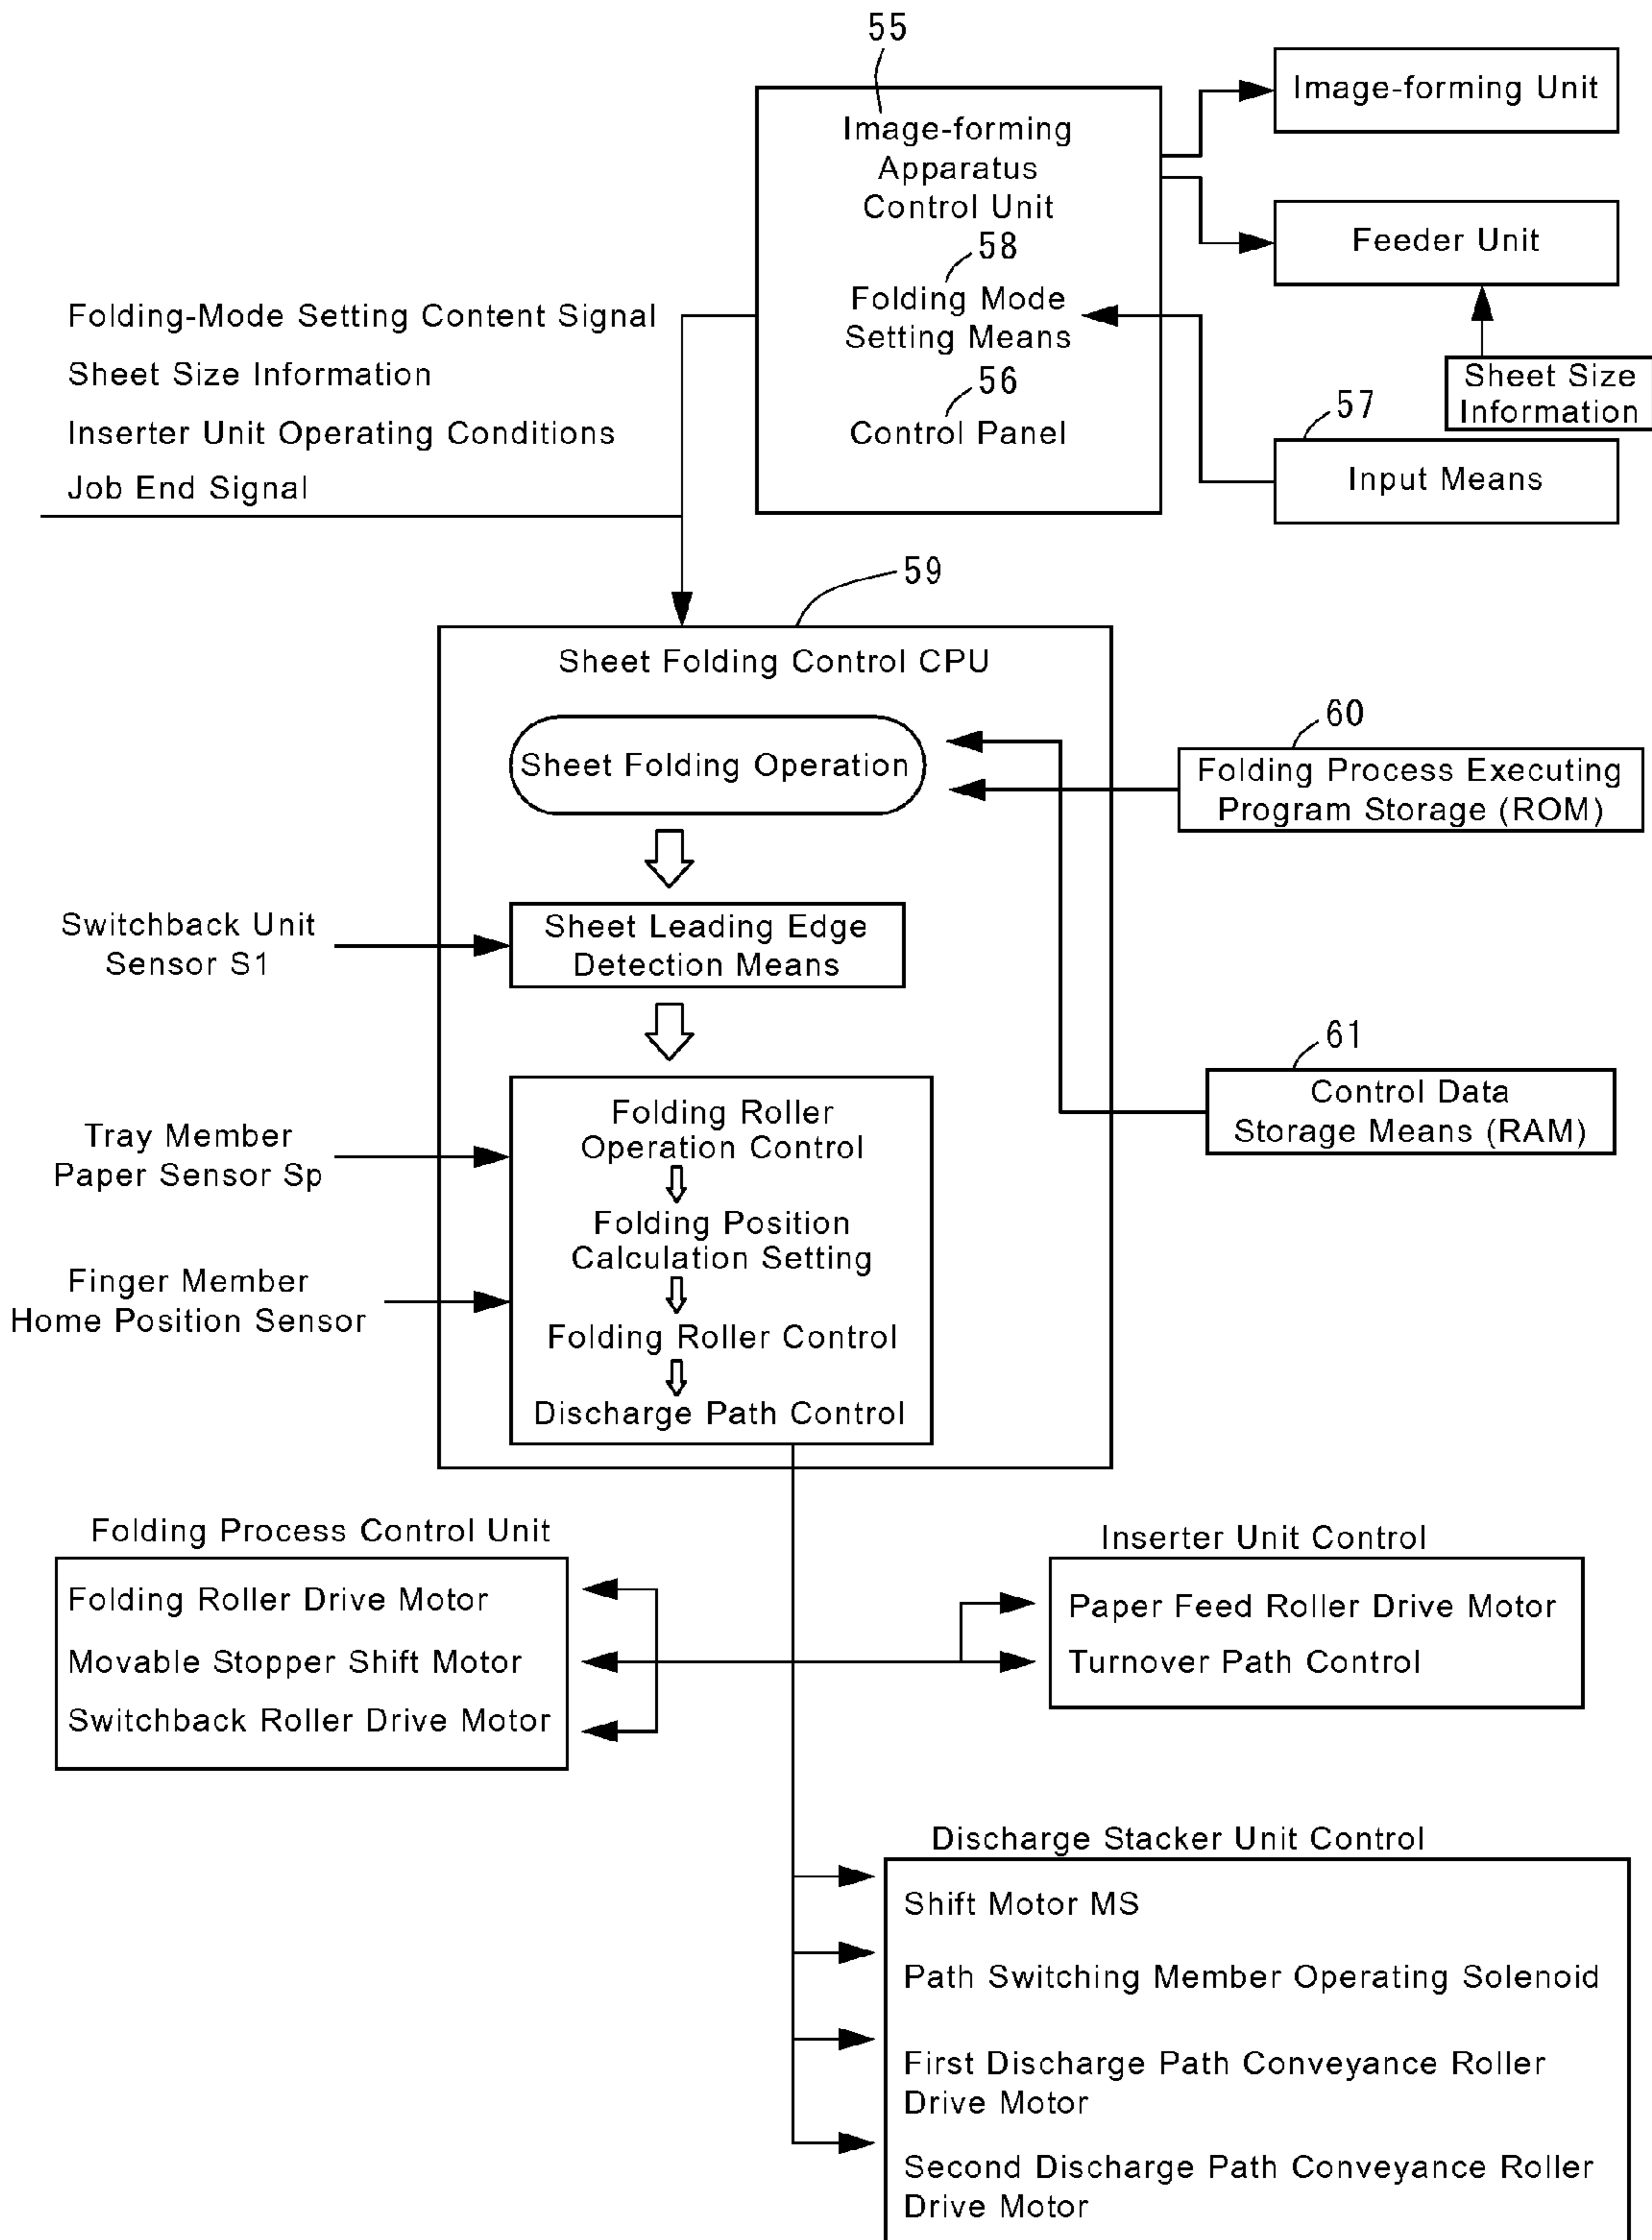 55
Image-forming
Apparatus
Control Unit
58
Folding Mode
Setting Means
56
Control Panel
Image-forming Unit
Feeder Unit
Sheet Size
Information
57
Input Means
Folding-Mode Setting Content Signal
Sheet Size Information
Inserter Unit Operating Conditions
Job End Signal
59
Sheet Folding Control CPU
Sheet Folding Operation
60
Folding Process Executing
Program Storage (ROM)
Switchback Unit
Sensor S1
Sheet Leading Edge
Detection Means
61
Control Data
Storage Means (RAM)
Tray Member
Paper Sensor Sp
Finger Member
Home Position Sensor
Folding Roller
Operation Control
Folding Position
Calculation Setting
Folding Roller Control
Discharge Path Control
Folding Process Control Unit
Folding Roller Drive Motor
Movable Stopper Shift Motor
Switchback Roller Drive Motor
Inserter Unit Control
Paper Feed Roller Drive Motor
Turnover Path Control
Discharge Stacker Unit Control
Shift Motor MS
Path Switching Member Operating Solenoid
First Discharge Path Conveyance Roller
Drive Motor
Second Discharge Path Conveyance Roller
Drive Motor